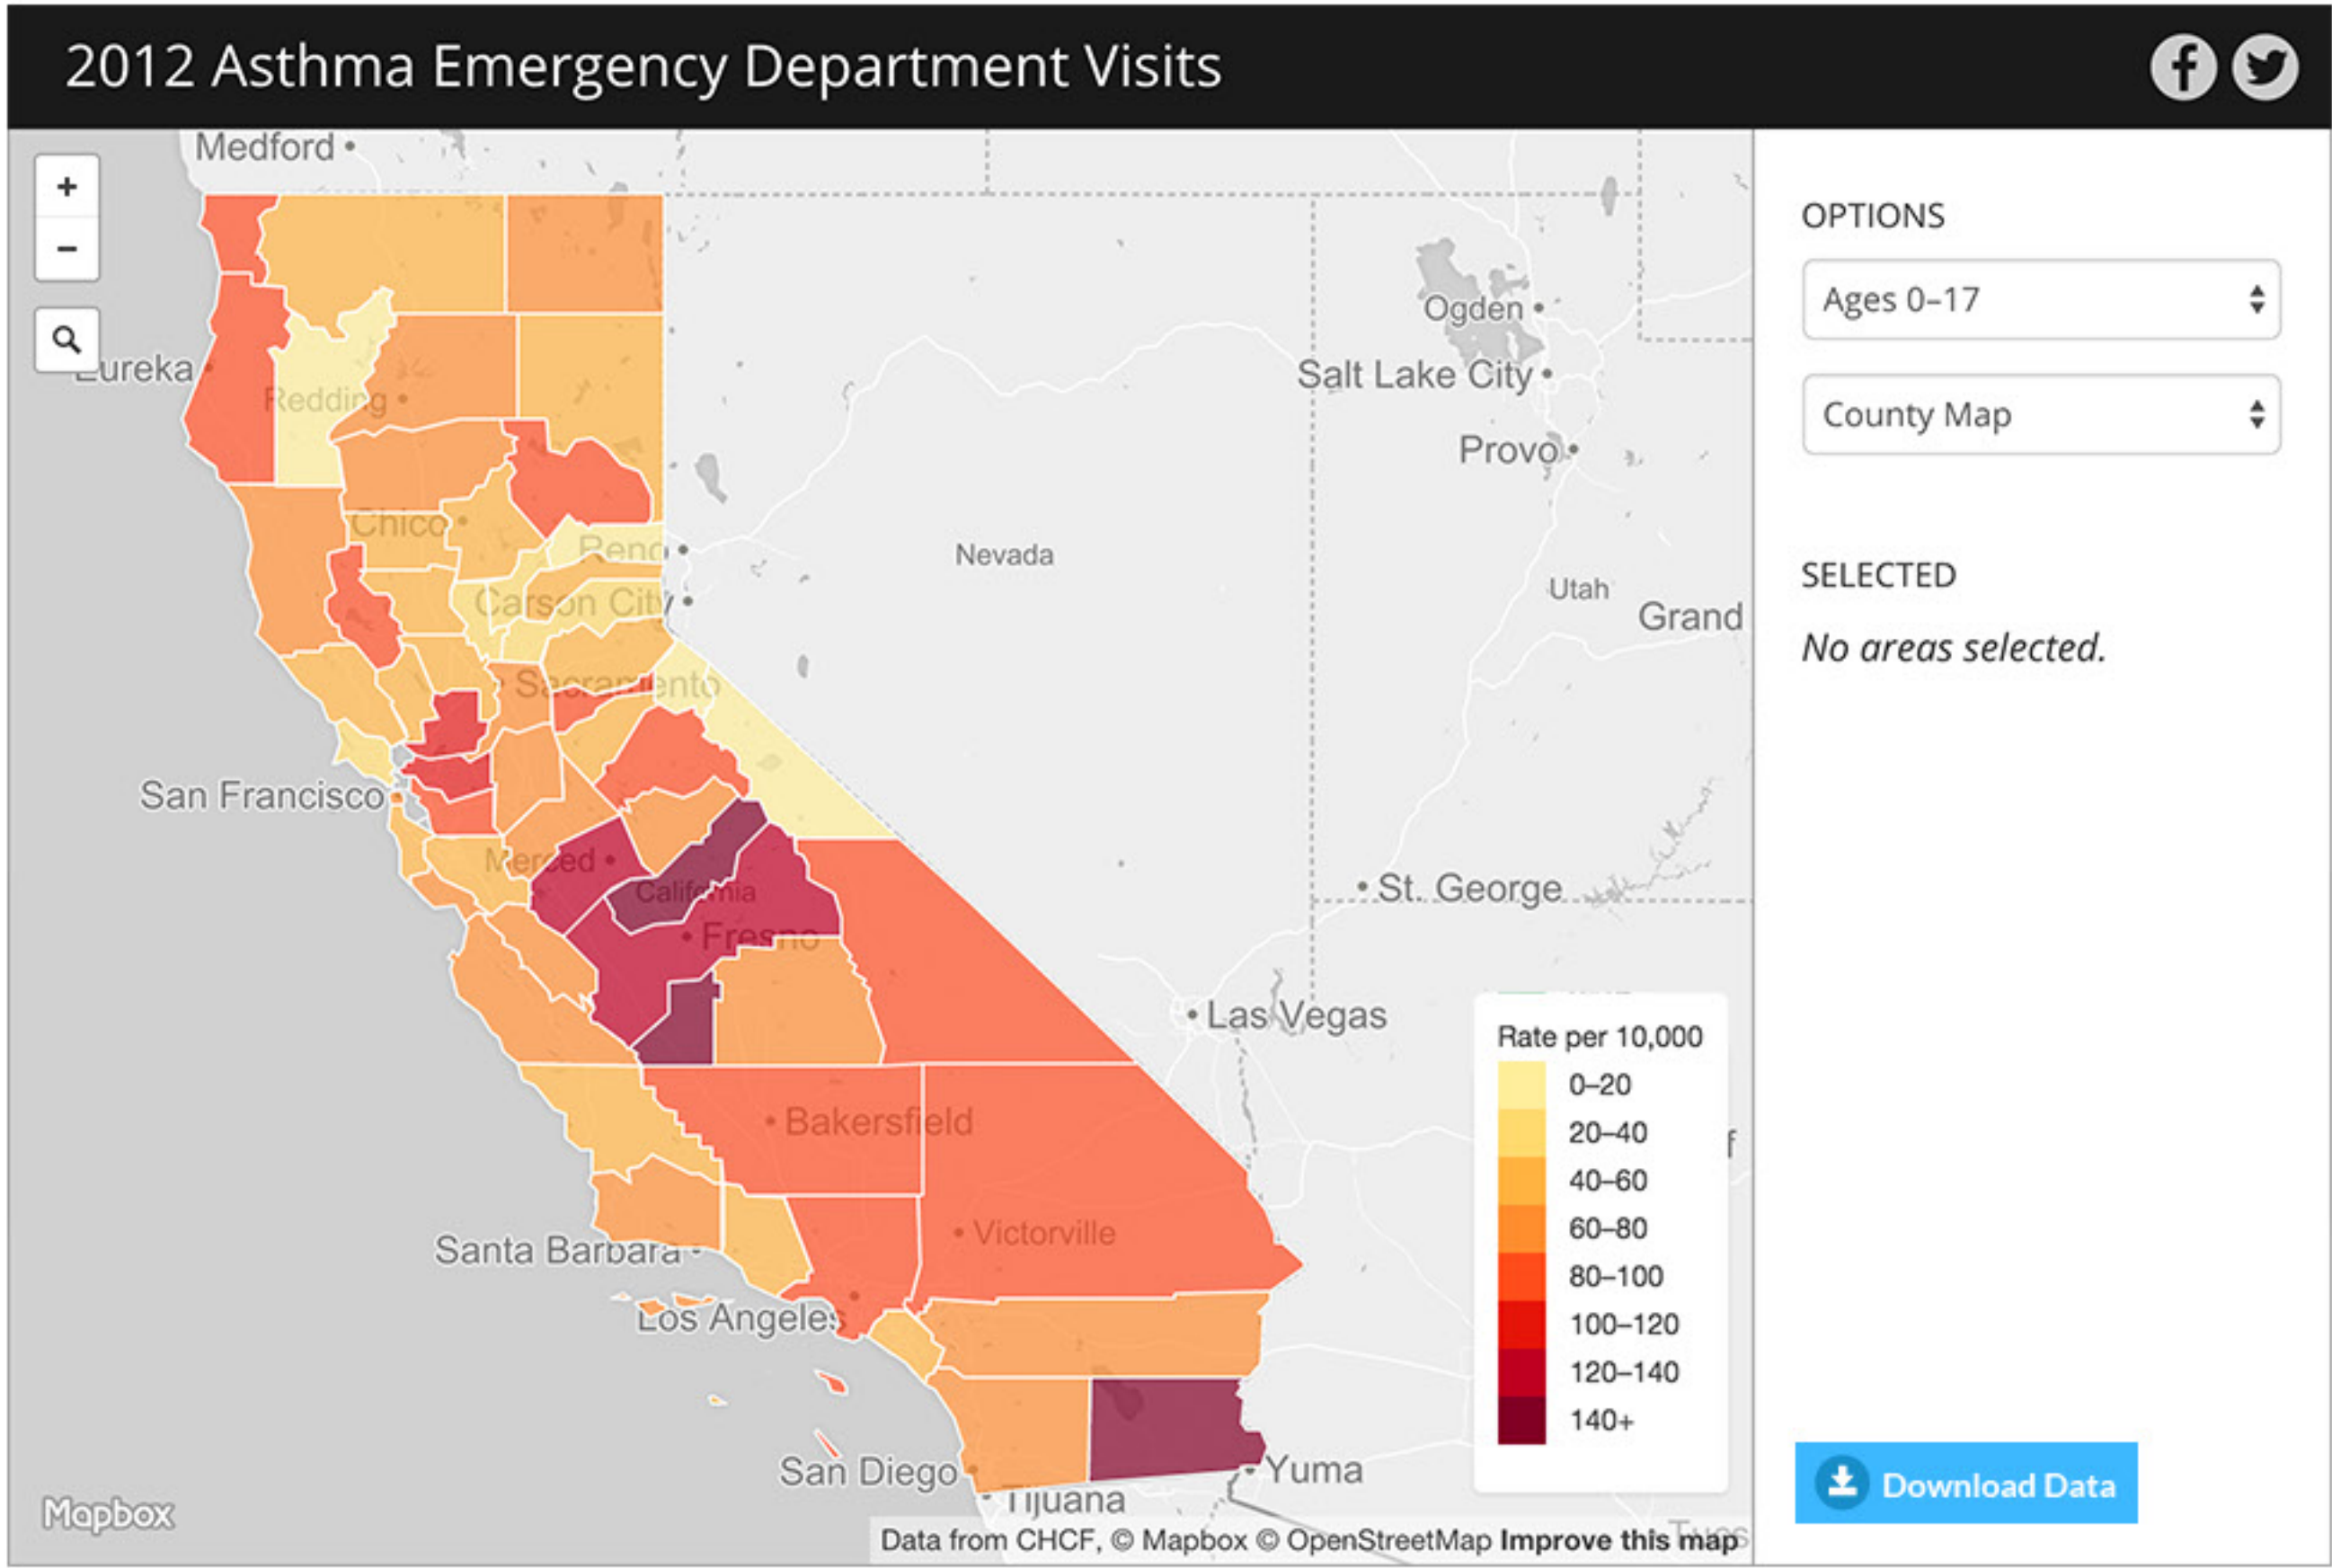 2012 Asthma Emergency Department Visits
Medford
+
−
Eureka
Redding
Chico
Reno
Carson City
Sacramento
San Francisco
Merced
California
Fresno
Bakersfield
Victorville
Santa Barbara
Los Angeles
San Diego
Tijuana
Yuma
Nevada
Ogden
Salt Lake City
Provo
Utah
Grand
St. George
Las Vegas
Rate per 10,000
0–20
20–40
40–60
60–80
80–100
100–120
120–140
140+
Mapbox
Data from CHCF, © Mapbox © OpenStreetMap Improve this map
OPTIONS
Ages 0–17
County Map
SELECTED
No areas selected.
Download Data